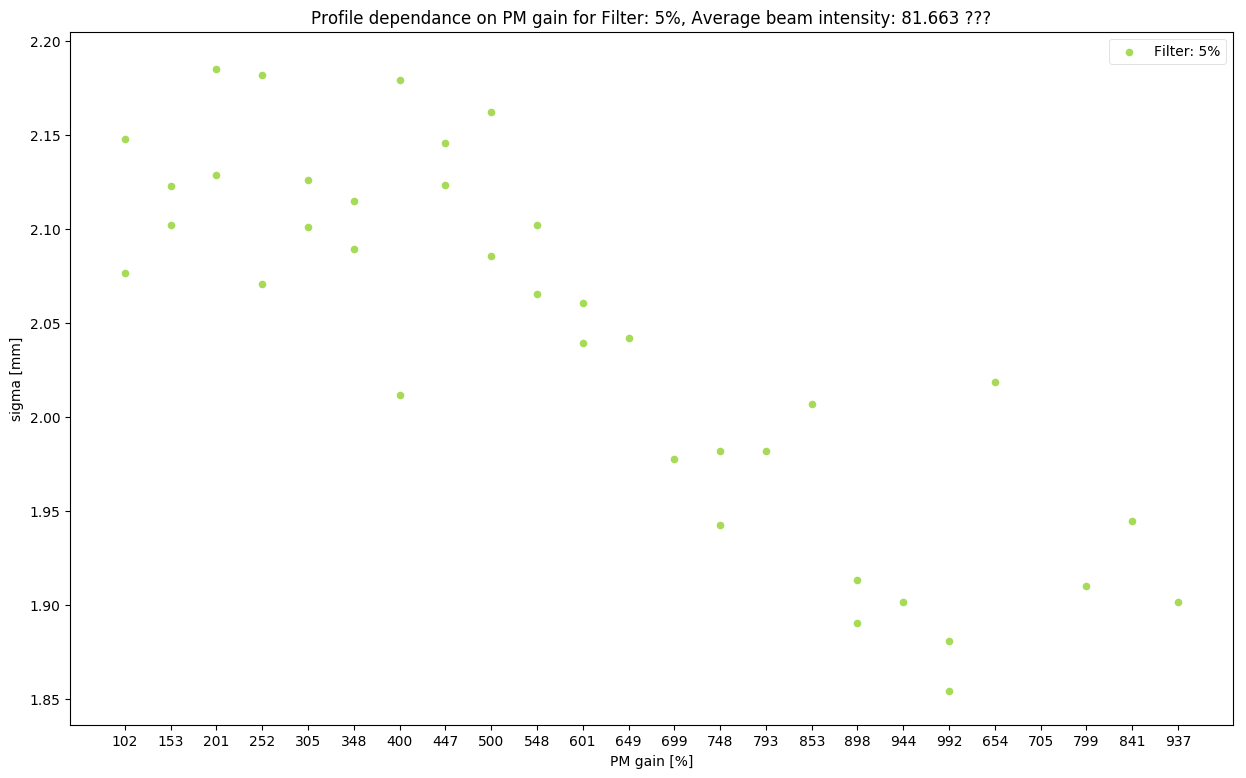 Profile dependance on PM gain for Filter: 5%, Average beam intensity: 81.663 ???
Filter: 5%
2.20
2.15
2.10
2.05
2.00
1.95
1.90
1.85
sigma [mm]
102 153 201 252 305 348 400 447 500 548 601 649 699 748 793 853 898 944 992 654 705 799 841 937
PM gain [%]